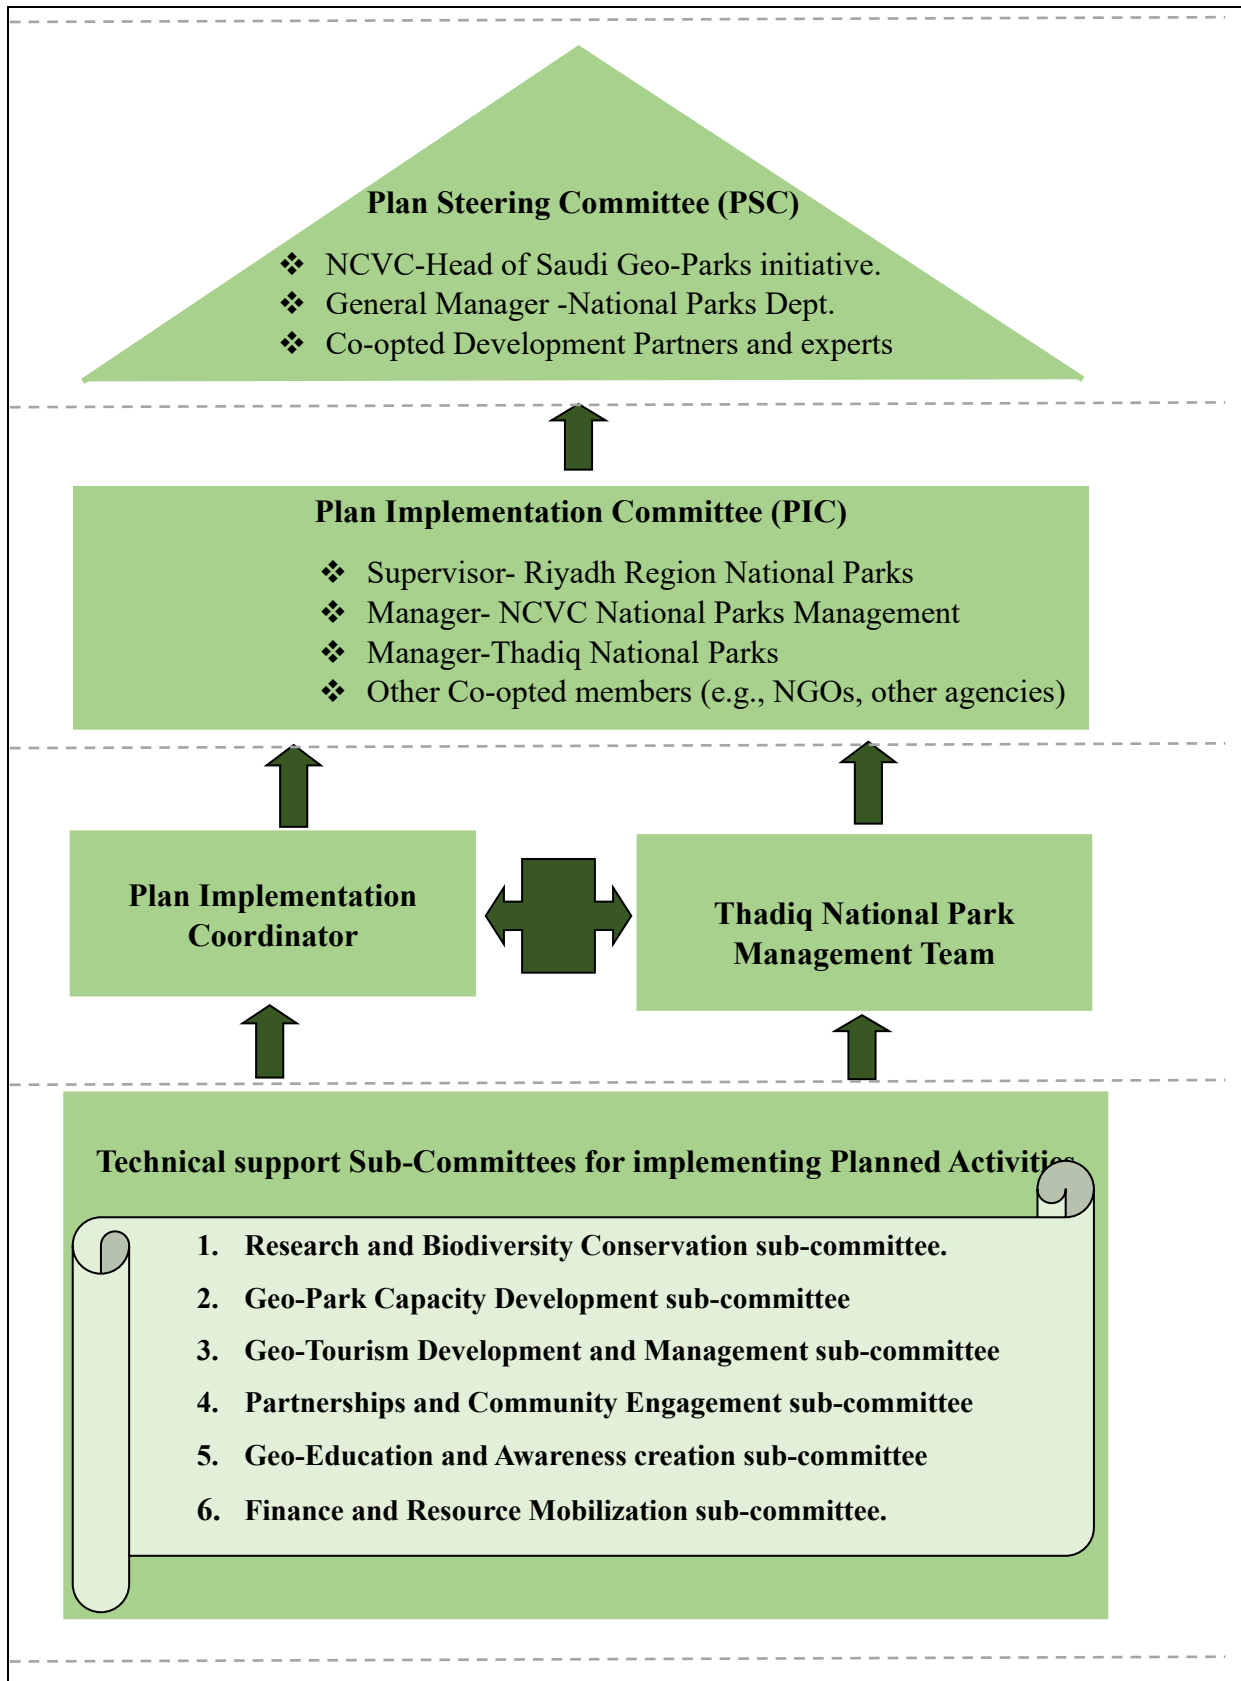 Plan Steering Committee (PSC)
❖ NCVC-Head of Saudi Geo-Parks initiative.
❖ General Manager -National Parks Dept.
❖ Co-opted Development Partners and experts
Plan Implementation Committee (PIC)
❖ Supervisor- Riyadh Region National Parks
❖ Manager- NCVC National Parks Management
❖ Manager-Thadiq National Parks
❖ Other Co-opted members (e.g., NGOs, other agencies)
Plan Implementation
Coordinator
Thadiq National Park
Management Team
Technical support Sub-Committees for implementing Planned Activities
1. Research and Biodiversity Conservation sub-committee.
2. Geo-Park Capacity Development sub-committee
3. Geo-Tourism Development and Management sub-committee
4. Partnerships and Community Engagement sub-committee
5. Geo-Education and Awareness creation sub-committee
6. Finance and Resource Mobilization sub-committee.